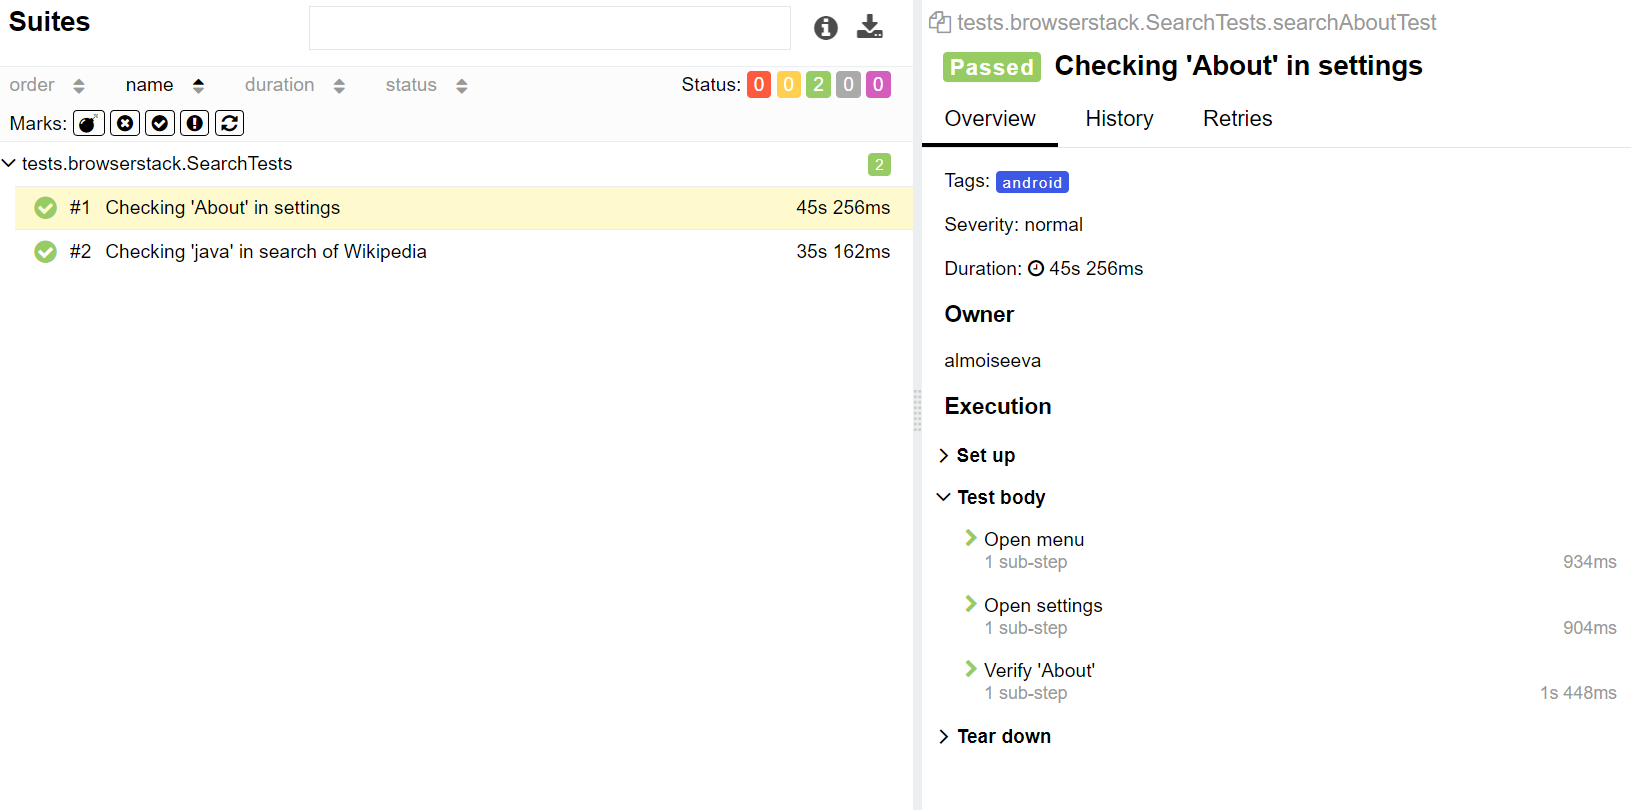 Suites
order name duration status Status: 0 0 2 0 0
Marks:
tests.browserstack.SearchTests 2
#1 Checking 'About' in settings 45s 256ms
#2 Checking 'java' in search of Wikipedia 35s 162ms
tests.browserstack.SearchTests.searchAboutTest
Passed Checking 'About' in settings
Overview History Retries
Tags: android
Severity: normal
Duration: 45s 256ms
Owner
almoiseeva
Execution
Set up
Test body
Open menu
1 sub-step 934ms
Open settings
1 sub-step 904ms
Verify 'About'
1 sub-step 1s 448ms
Tear down